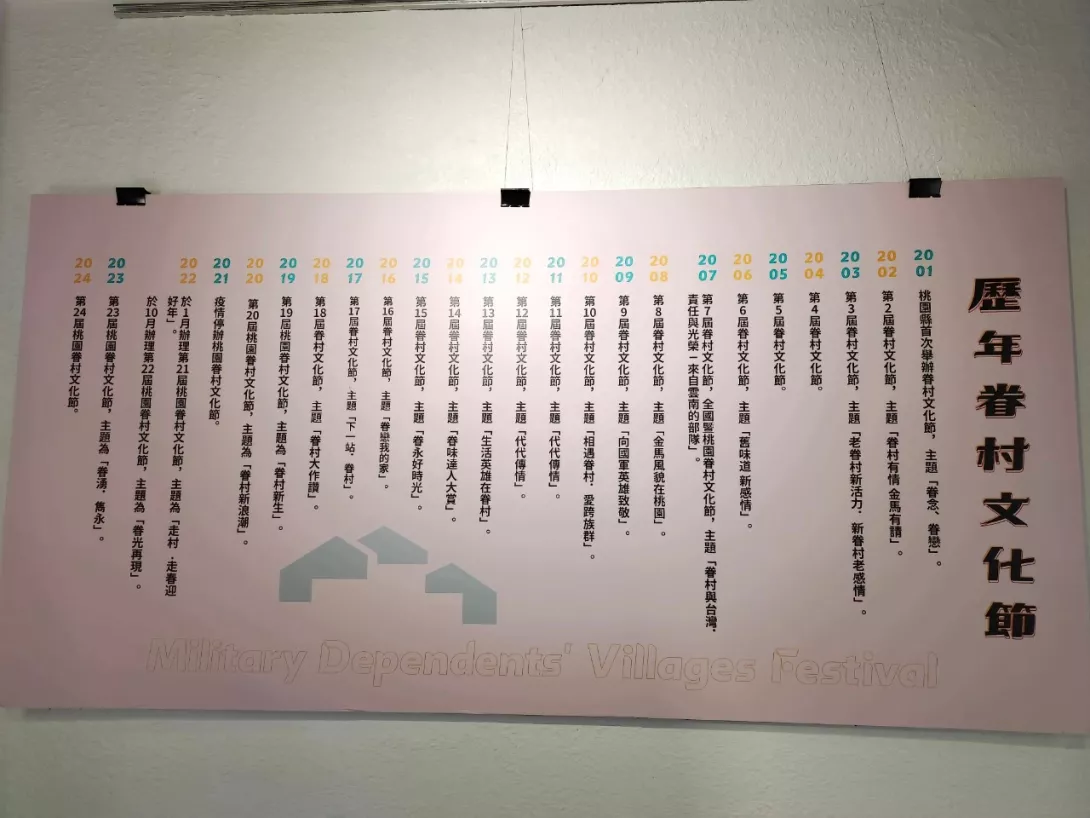 歷年眷村文化節
2001
桃園縣首次舉辦眷村文化節，主題「眷念、眷戀」。
2002
第2屆眷村文化節，主題「眷村有情 金馬有請」。
2003
第3屆眷村文化節，主題「老眷村新活力．新眷村老感情」。
2004
第4屆眷村文化節。
2005
第5屆眷村文化節。
2006
第6屆眷村文化節，主題「舊味道 新感情」。
2007
第7屆眷村文化節，全國暨桃園眷村文化節，主題「眷村與台灣．
責任與光榮－來自雲南的部隊」。
2008
第8屆眷村文化節，主題「金馬風貌在桃園」
2009
第9屆眷村文化節，主題「向國軍英雄致敬」。
2010
第10屆眷村文化節，主題「相遇眷村．愛跨族群」。
2011
第11屆眷村文化節，主題「代代傳情」。
2012
第12屆眷村文化節，主題「代代傳情」。
2013
第13屆眷村文化節，主題「生活英雄在眷村」。
2014
第14屆眷村文化節，主題「眷味達人大賞」。
2015
第15屆眷村文化節，主題「眷永好時光」。
2016
第16屆眷村文化節，主題「眷戀我的家」。
2017
第17屆眷村文化節，主題「下一站．眷村」。
2018
第18屆眷村文化節，主題「眷村大作讚」。
2019
第19屆桃園眷村文化節，主題為「眷村新生」。
2020
第20屆桃園眷村文化節，主題為「眷村新浪潮」。
2021
疫情停辦桃園眷村文化節。
2022
於1月辦理第21屆桃園眷村文化節，主題為「走村．走春迎
好年」。
於10月辦理第22屆桃園眷村文化節，主題為「眷光再現」。
2023
第23屆桃園眷村文化節，主題為「眷湧．雋永」。
2024
第24屆桃園眷村文化節。
Military Dependents' Villages Festival